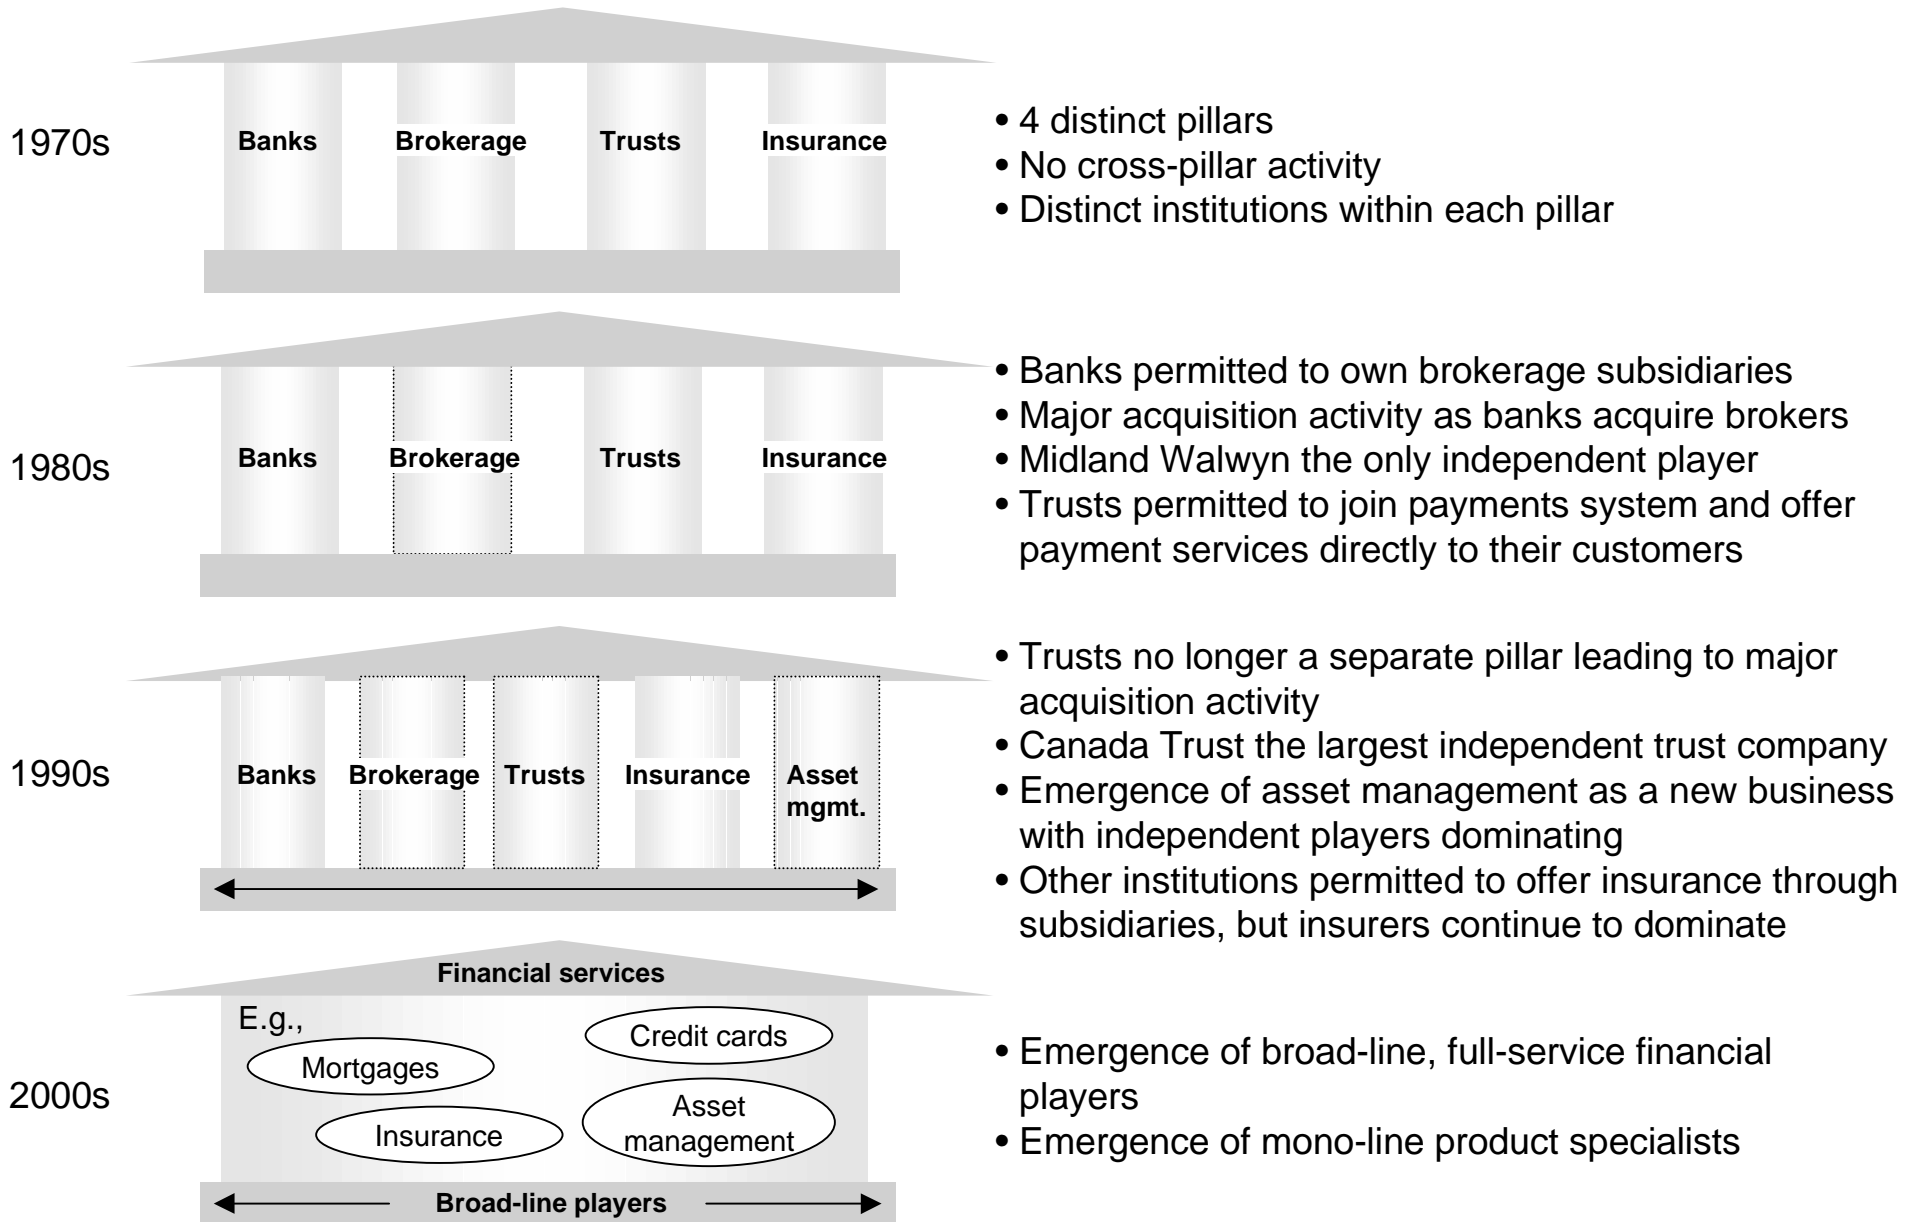 1970s
Banks
Brokerage
Trusts
Insurance
• 4 distinct pillars
• No cross-pillar activity
• Distinct institutions within each pillar
1980s
Banks
Brokerage
Trusts
Insurance
• Banks permitted to own brokerage subsidiaries
• Major acquisition activity as banks acquire brokers
• Midland Walwyn the only independent player
• Trusts permitted to join payments system and offer
payment services directly to their customers
1990s
Banks
Brokerage
Trusts
Insurance
Asset
mgmt.
• Trusts no longer a separate pillar leading to major
acquisition activity
• Canada Trust the largest independent trust company
• Emergence of asset management as a new business
with independent players dominating
• Other institutions permitted to offer insurance through
subsidiaries, but insurers continue to dominate
2000s
Financial services
E.g.,
Mortgages
Credit cards
Insurance
Asset
management
Broad-line players
• Emergence of broad-line, full-service financial
players
• Emergence of mono-line product specialists